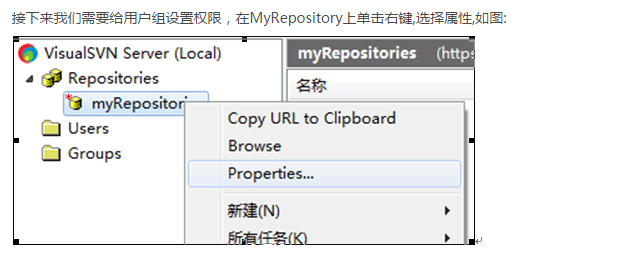 接下来我们需要给用户组设置权限，在MyRepository上单击右键,选择属性,如图:
VisualSVN Server (Local)
myRepositories (https
Repositories
名称
myRepositorie
Copy URL to Clipboard
Users
Browse
Groups
Properties...
新建(N)
所有任务(K)